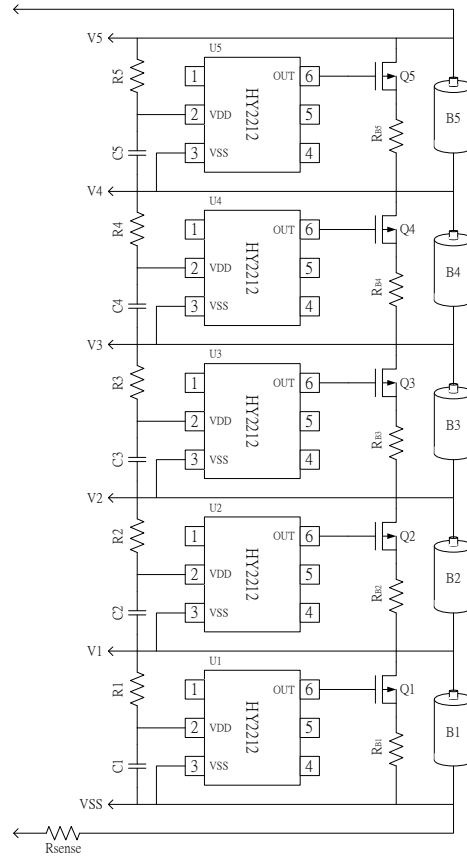 V5
U5
R5
1
OUT
6
Q5
HY2212
2
VDD
5
B5
C5
3
VSS
4
RB5
V4
U4
R4
1
OUT
6
Q4
HY2212
2
VDD
5
B4
C4
3
VSS
4
RB4
V3
U3
R3
1
OUT
6
Q3
HY2212
2
VDD
5
B3
C3
3
VSS
4
RB3
V2
U2
R2
1
OUT
6
Q2
HY2212
2
VDD
5
B2
C2
3
VSS
4
RB2
V1
U1
R1
1
OUT
6
Q1
HY2212
2
VDD
5
B1
C1
3
VSS
4
RB1
VSS
Rsense